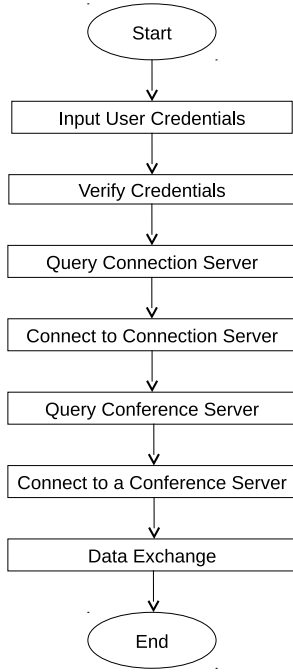 Start
Input User Credentials
Verify Credentials
Query Connection Server
Connect to Connection Server
Query Conference Server
Connect to a Conference Server
Data Exchange
End